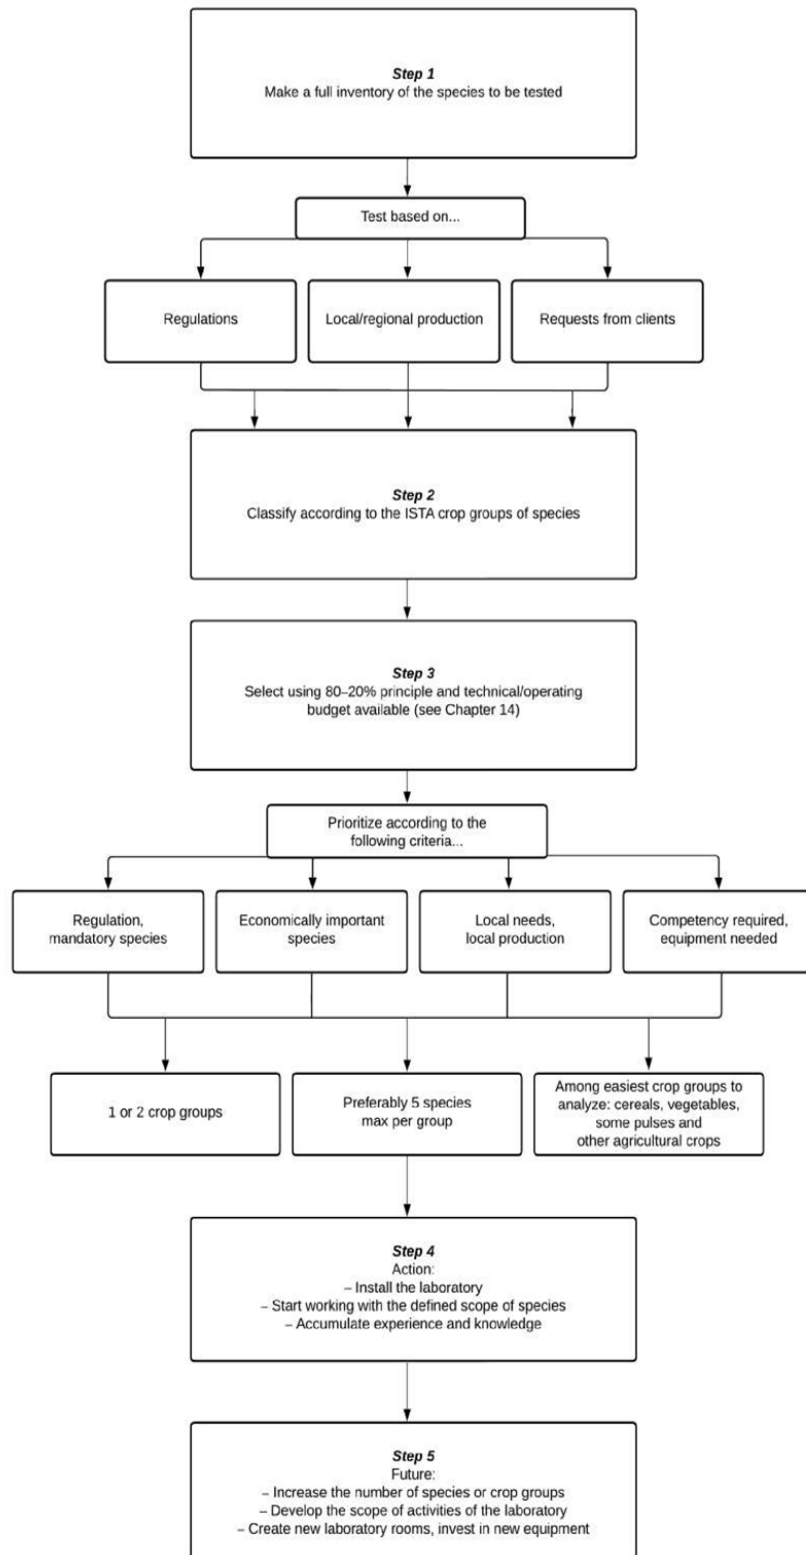 Step 1
Make a full inventory of the species to be tested
Test based on...
Regulations
Local/regional production
Requests from clients
Step 2
Classify according to the ISTA crop groups of species
Step 3
Select using 80–20% principle and technical/operating
budget available (see Chapter 14)
Prioritize according to the
following criteria...
Regulation,
mandatory species
Economically important
species
Local needs,
local production
Competency required,
equipment needed
1 or 2 crop groups
Preferably 5 species
max per group
Among easiest crop groups to
analyze: cereals, vegetables,
some pulses and
other agricultural crops
Step 4
Action:
– Install the laboratory
– Start working with the defined scope of species
– Accumulate experience and knowledge
Step 5
Future:
– Increase the number of species or crop groups
– Develop the scope of activities of the laboratory
– Create new laboratory rooms, invest in new equipment